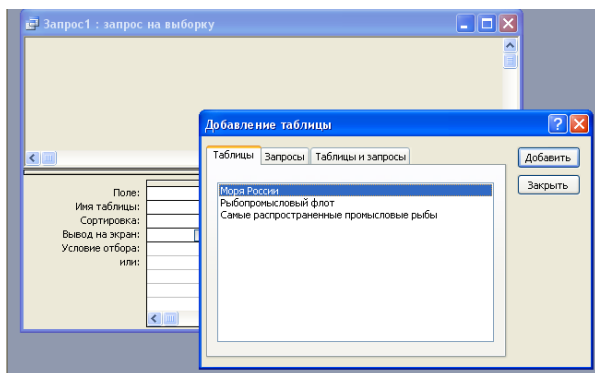 Запрос1 : запрос на выборку
Добавление таблицы
Таблицы Запросы Таблицы и запросы
Добавить
Закрыть
Моря России
Рыбопромысловый флот
Самые распространенные промысловые рыбы
Поле:
Имя таблицы:
Сортировка:
Вывод на экран:
Условие отбора:
или: